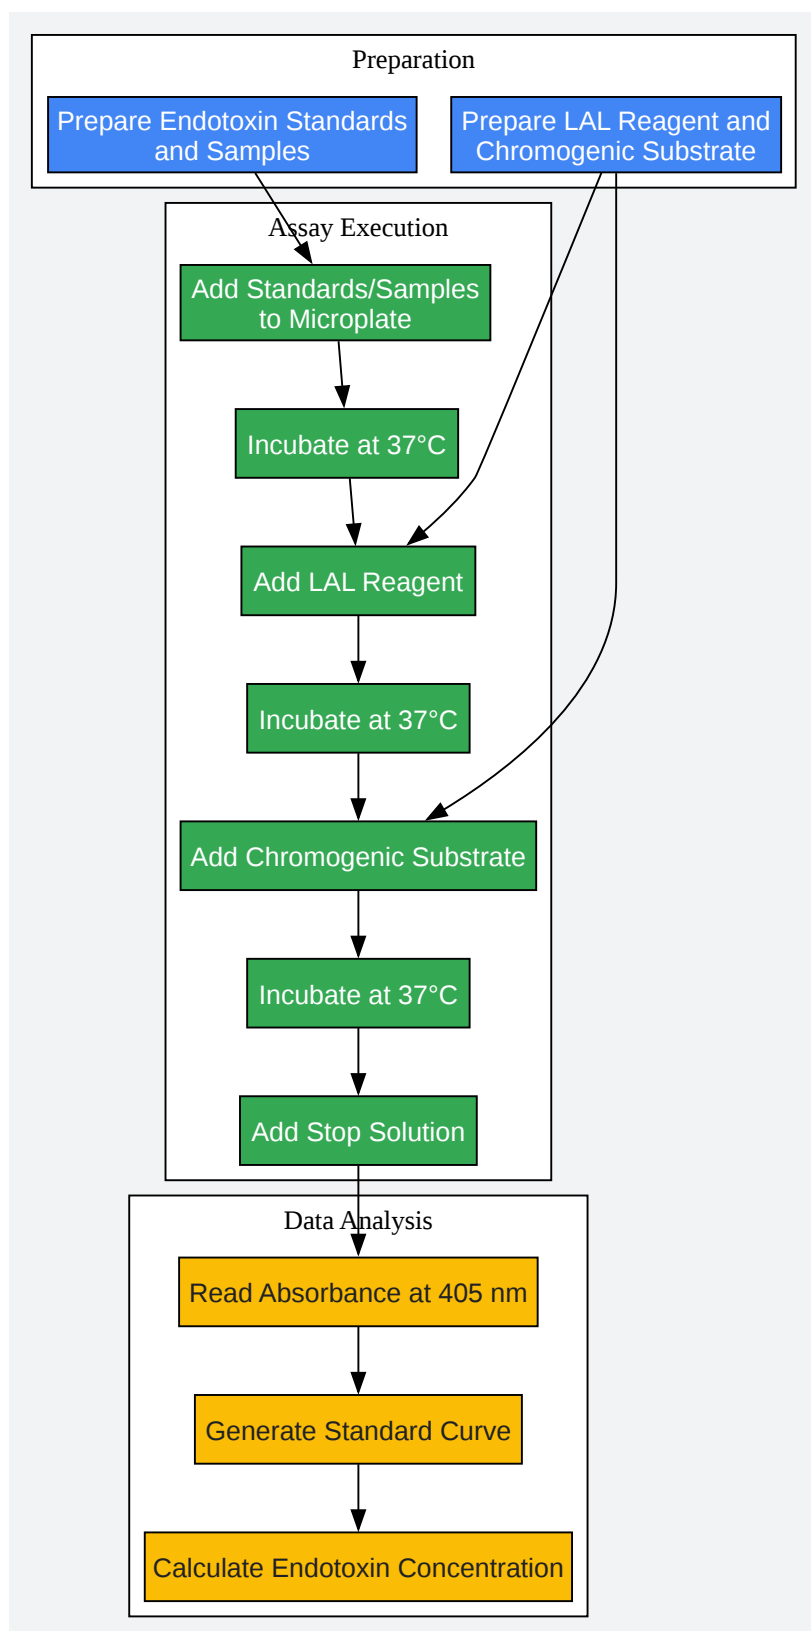 Preparation
Prepare Endotoxin Standards
and Samples
Prepare LAL Reagent and
Chromogenic Substrate
Assay Execution
Add Standards/Samples
to Microplate
Incubate at 37°C
Add LAL Reagent
Incubate at 37°C
Add Chromogenic Substrate
Incubate at 37°C
Add Stop Solution
Data Analysis
Read Absorbance at 405 nm
Generate Standard Curve
Calculate Endotoxin Concentration